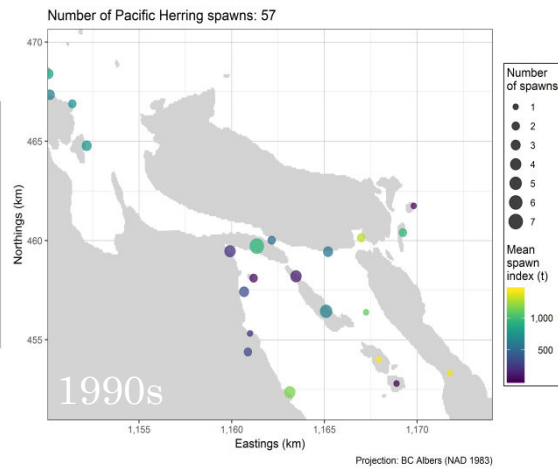 Number of Pacific Herring spawns: 57
470
465
460
455
Northings (km)
1990s
1,155
1,160
1,165
1,170
Eastings (km)
Projection: BC Albers (NAD 1983)
Number
of spawns
1
2
3
4
5
6
7
Mean
spawn
index (t)
1,000
500